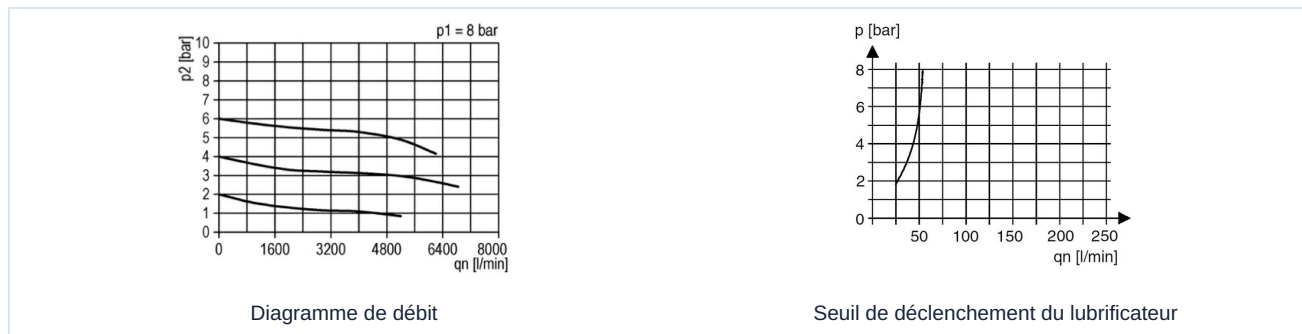 p1 = 8 bar
p2 [bar]
10
9
8
7
6
5
4
3
2
1
0
0 1600 3200 4800 6400 8000
qn [l/min]
Diagramme de débit
p [bar]
8
6
4
2
0
50 100 150 200 250
qn [l/min]
Seuil de déclenchement du lubrificateur